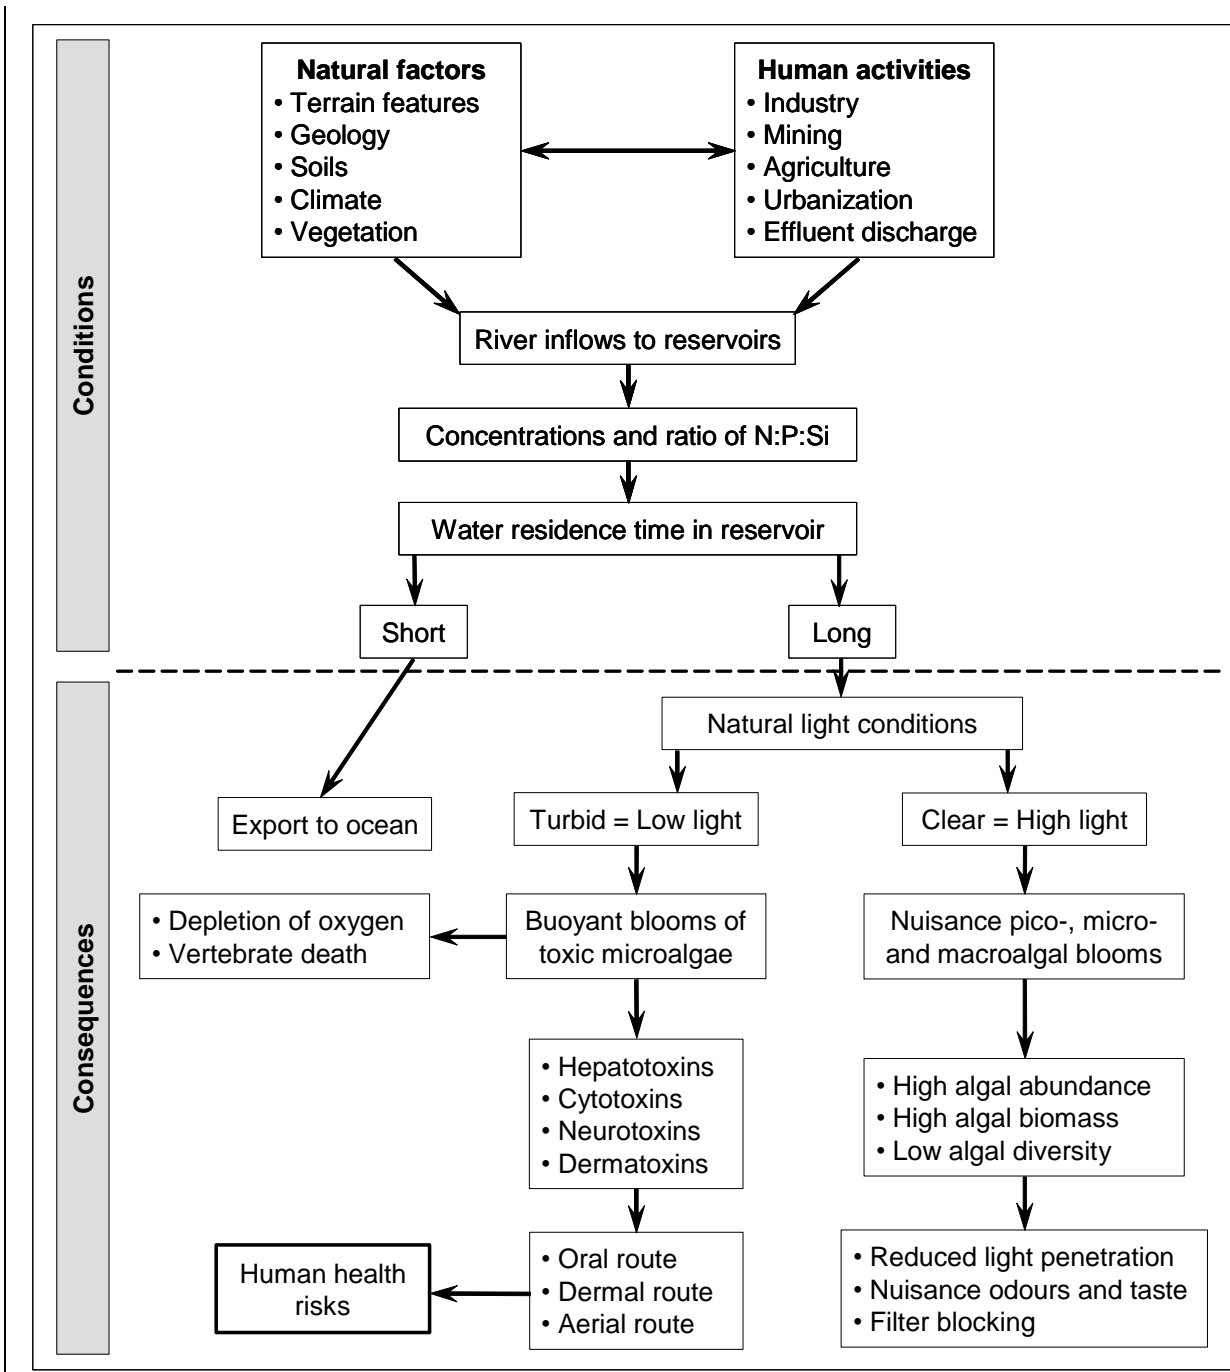 Conditions
Natural factors
• Terrain features
• Geology
• Soils
• Climate
• Vegetation
Human activities
• Industry
• Mining
• Agriculture
• Urbanization
• Effluent discharge
River inflows to reservoirs
Concentrations and ratio of N:P:Si
Water residence time in reservoir
Short
Long
Consequences
Natural light conditions
Export to ocean
Turbid = Low light
Clear = High light
• Depletion of oxygen
• Vertebrate death
Buoyant blooms of
toxic microalgae
Nuisance pico-, micro-
and macroalgal blooms
• Hepatotoxins
• Cytotoxins
• Neurotoxins
• Dermatoxins
• High algal abundance
• High algal biomass
• Low algal diversity
Human health
risks
• Oral route
• Dermal route
• Aerial route
• Reduced light penetration
• Nuisance odours and taste
• Filter blocking